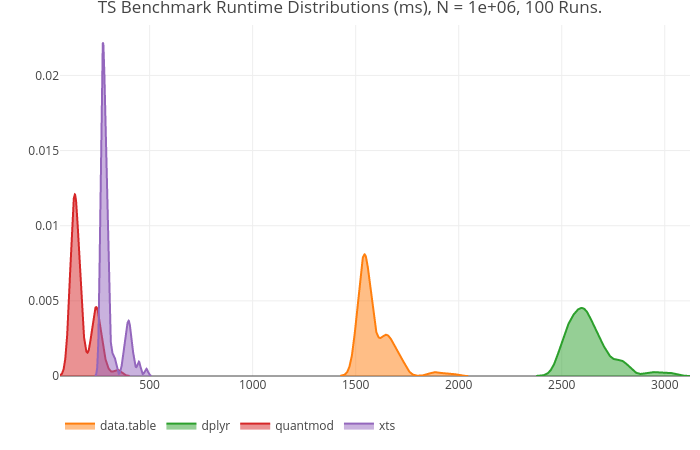 TS Benchmark Runtime Distributions (ms), N = 1e+06, 100 Runs.
0.02
0.015
0.01
0.005
0
500 1000 1500 2000 2500 3000
data.table dplyr quantmod xts